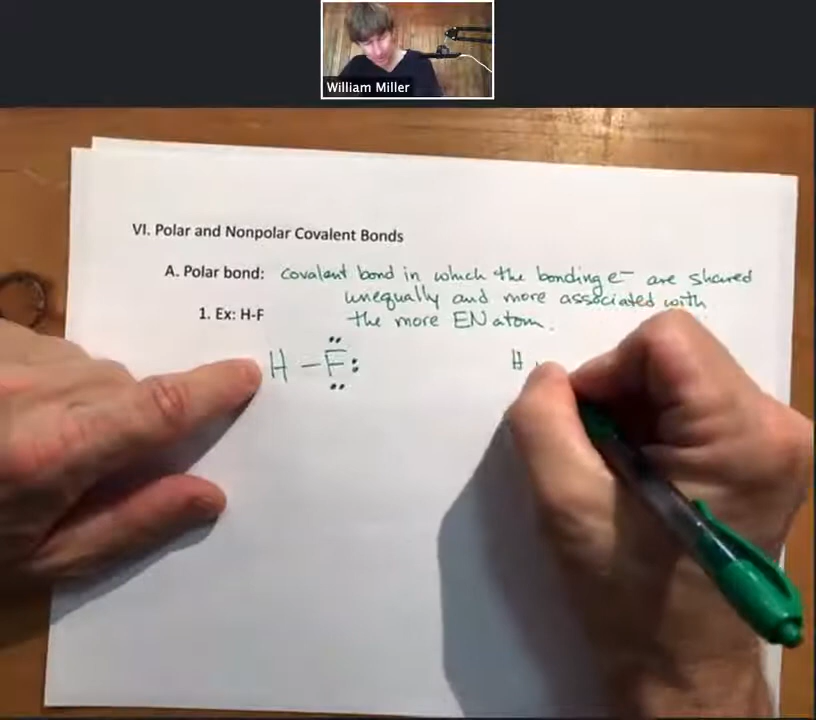 William Miller
VI. Polar and Nonpolar Covalent Bonds
A. Polar bond: covalent bond in which the bonding e⁻ are shared
unequally and more associated with
1. Ex: H-F the more EN atom.
H – F H